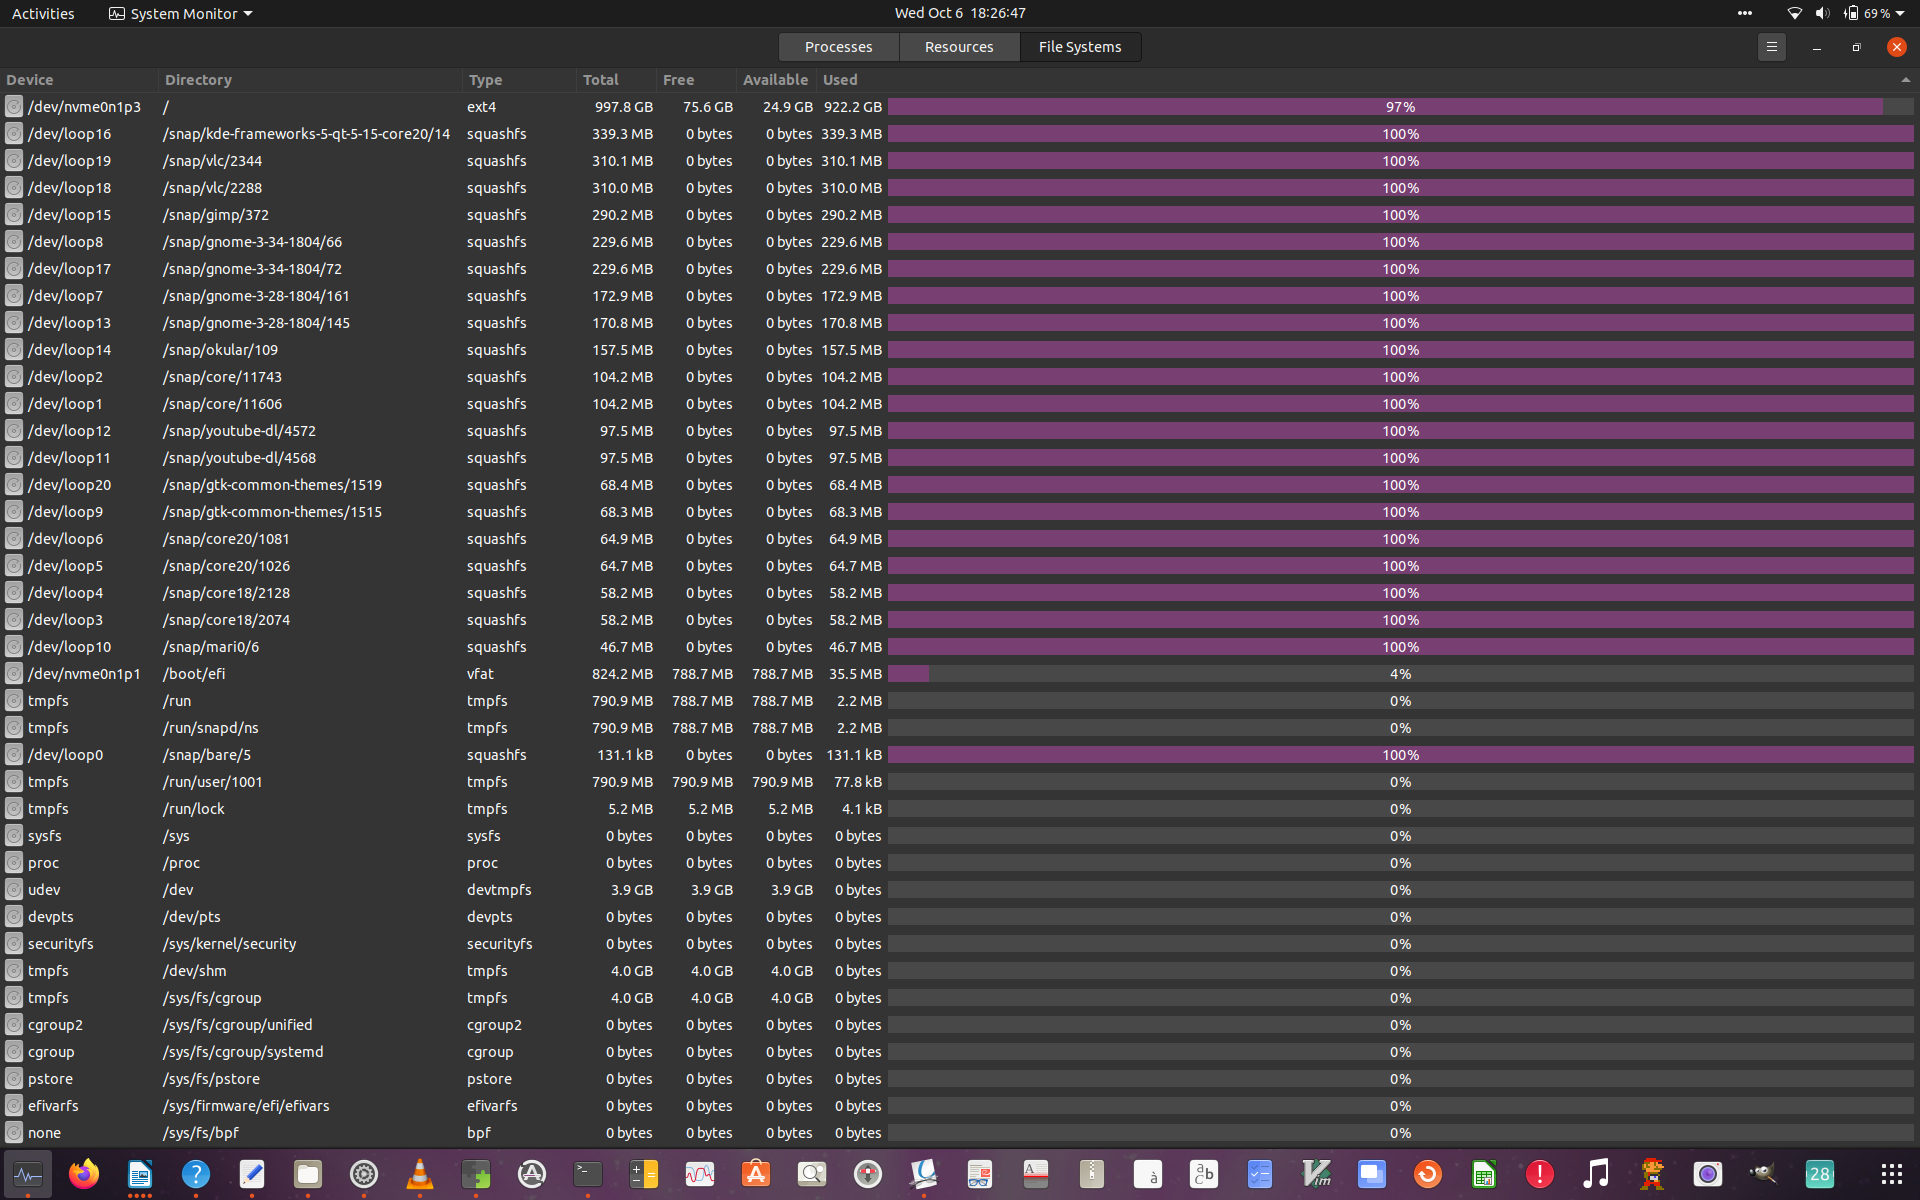 Activities System Monitor Wed Oct 6 18:26:47 69 %
Processes Resources File Systems
Device Directory Type Total Free Available Used
/dev/nvme0n1p3 / ext4 997.8 GB 75.6 GB 24.9 GB 922.2 GB 97%
/dev/loop16 /snap/kde-frameworks-5-qt-5-15-core20/14 squashfs 339.3 MB 0 bytes 0 bytes 339.3 MB 100%
/dev/loop19 /snap/vlc/2344 squashfs 310.1 MB 0 bytes 0 bytes 310.1 MB 100%
/dev/loop18 /snap/vlc/2288 squashfs 310.0 MB 0 bytes 0 bytes 310.0 MB 100%
/dev/loop15 /snap/gimp/372 squashfs 290.2 MB 0 bytes 0 bytes 290.2 MB 100%
/dev/loop8 /snap/gnome-3-34-1804/66 squashfs 229.6 MB 0 bytes 0 bytes 229.6 MB 100%
/dev/loop17 /snap/gnome-3-34-1804/72 squashfs 229.6 MB 0 bytes 0 bytes 229.6 MB 100%
/dev/loop7 /snap/gnome-3-28-1804/161 squashfs 172.9 MB 0 bytes 0 bytes 172.9 MB 100%
/dev/loop13 /snap/gnome-3-28-1804/145 squashfs 170.8 MB 0 bytes 0 bytes 170.8 MB 100%
/dev/loop14 /snap/okular/109 squashfs 157.5 MB 0 bytes 0 bytes 157.5 MB 100%
/dev/loop2 /snap/core/11743 squashfs 104.2 MB 0 bytes 0 bytes 104.2 MB 100%
/dev/loop1 /snap/core/11606 squashfs 104.2 MB 0 bytes 0 bytes 104.2 MB 100%
/dev/loop12 /snap/youtube-dl/4572 squashfs 97.5 MB 0 bytes 0 bytes 97.5 MB 100%
/dev/loop11 /snap/youtube-dl/4568 squashfs 97.5 MB 0 bytes 0 bytes 97.5 MB 100%
/dev/loop20 /snap/gtk-common-themes/1519 squashfs 68.4 MB 0 bytes 0 bytes 68.4 MB 100%
/dev/loop9 /snap/gtk-common-themes/1515 squashfs 68.3 MB 0 bytes 0 bytes 68.3 MB 100%
/dev/loop6 /snap/core20/1081 squashfs 64.9 MB 0 bytes 0 bytes 64.9 MB 100%
/dev/loop5 /snap/core20/1026 squashfs 64.7 MB 0 bytes 0 bytes 64.7 MB 100%
/dev/loop4 /snap/core18/2128 squashfs 58.2 MB 0 bytes 0 bytes 58.2 MB 100%
/dev/loop3 /snap/core18/2074 squashfs 58.2 MB 0 bytes 0 bytes 58.2 MB 100%
/dev/loop10 /snap/mari0/6 squashfs 46.7 MB 0 bytes 0 bytes 46.7 MB 100%
/dev/nvme0n1p1 /boot/efi vfat 824.2 MB 788.7 MB 788.7 MB 35.5 MB 4%
tmpfs /run tmpfs 790.9 MB 788.7 MB 788.7 MB 2.2 MB 0%
tmpfs /run/snapd/ns tmpfs 790.9 MB 788.7 MB 788.7 MB 2.2 MB 0%
/dev/loop0 /snap/bare/5 squashfs 131.1 kB 0 bytes 0 bytes 131.1 kB 100%
tmpfs /run/user/1001 tmpfs 790.9 MB 790.9 MB 790.9 MB 77.8 kB 0%
tmpfs /run/lock tmpfs 5.2 MB 5.2 MB 5.2 MB 4.1 kB 0%
sysfs /sys sysfs 0 bytes 0 bytes 0 bytes 0 bytes 0%
proc /proc proc 0 bytes 0 bytes 0 bytes 0 bytes 0%
udev /dev devtmpfs 3.9 GB 3.9 GB 3.9 GB 0 bytes 0%
devpts /dev/pts devpts 0 bytes 0 bytes 0 bytes 0 bytes 0%
securityfs /sys/kernel/security securityfs 0 bytes 0 bytes 0 bytes 0 bytes 0%
tmpfs /dev/shm tmpfs 4.0 GB 4.0 GB 4.0 GB 0 bytes 0%
tmpfs /sys/fs/cgroup tmpfs 4.0 GB 4.0 GB 4.0 GB 0 bytes 0%
cgroup2 /sys/fs/cgroup/unified cgroup2 0 bytes 0 bytes 0 bytes 0 bytes 0%
cgroup /sys/fs/cgroup/systemd cgroup 0 bytes 0 bytes 0 bytes 0 bytes 0%
pstore /sys/fs/pstore pstore 0 bytes 0 bytes 0 bytes 0 bytes 0%
efivarfs /sys/firmware/efi/efivars efivarfs 0 bytes 0 bytes 0 bytes 0 bytes 0%
none /sys/fs/bpf bpf 0 bytes 0 bytes 0 bytes 0 bytes 0%
28